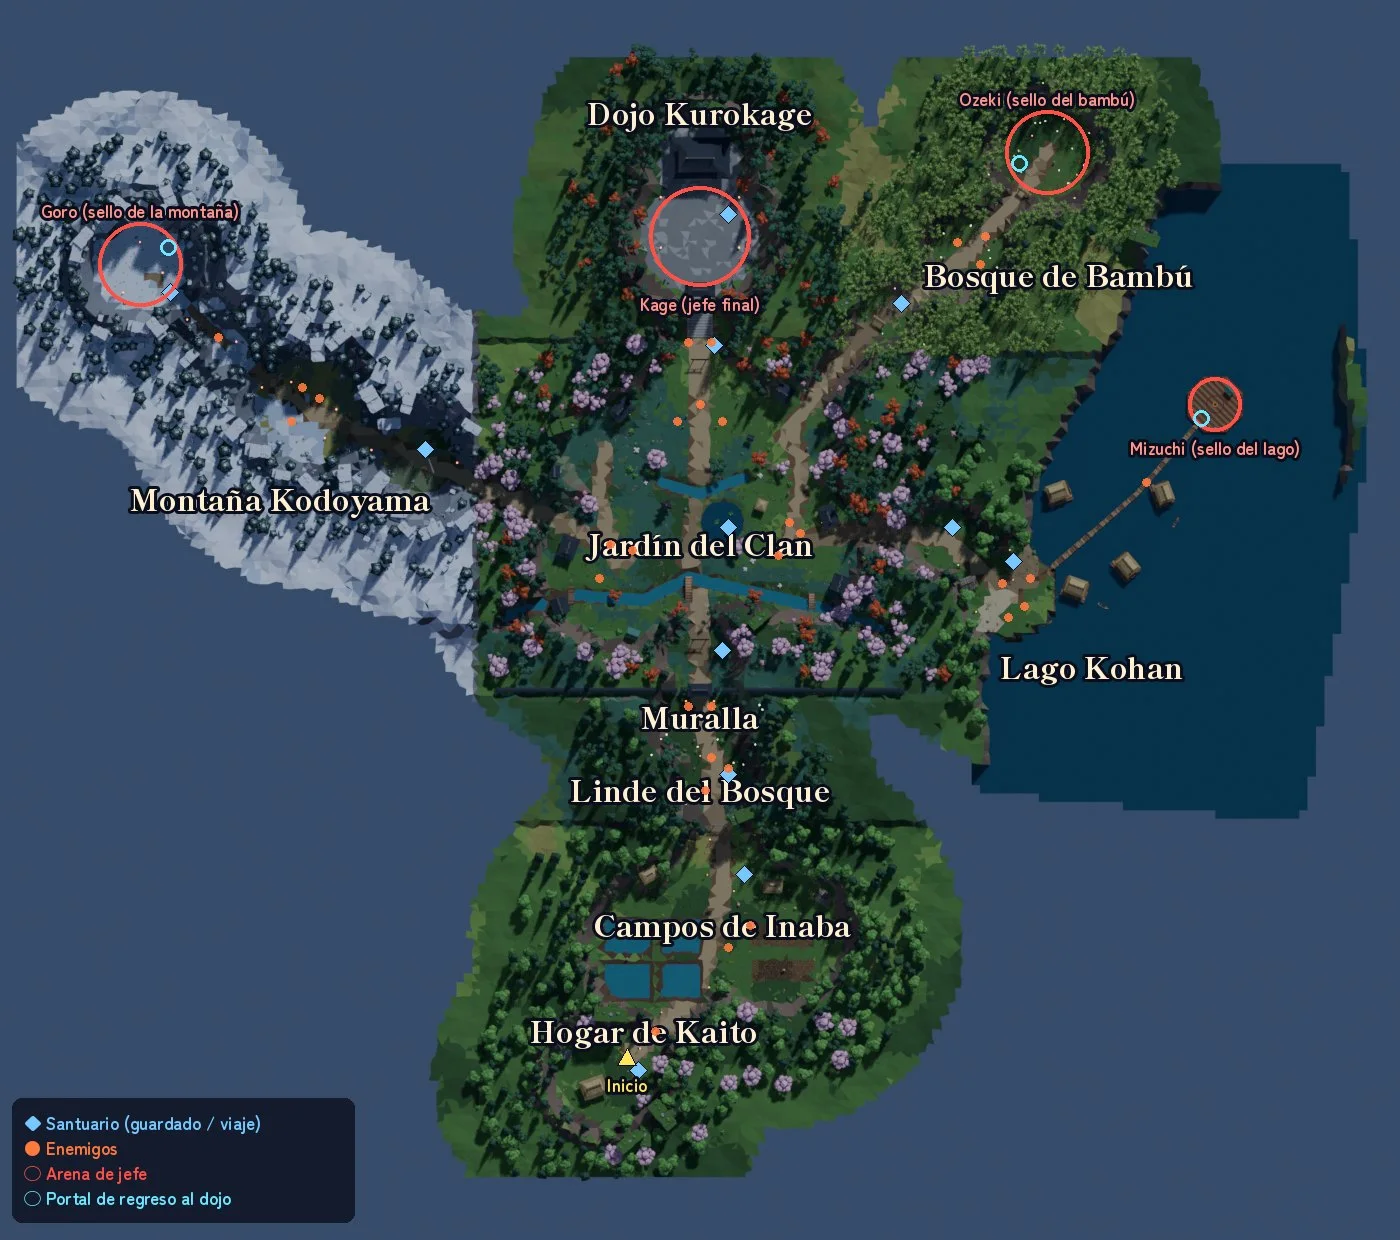 Dojo Kurokage
Ozeki (sello del bambú)
Goro (sello de la montaña)
Bosque de Bambú
Kage (jefe final)
Mizuchi (sello del lago)
Montaña Kodoyama
Jardín del Clan
Lago Kohan
Muralla
Linde del Bosque
Campos de Inaba
Hogar de Kaito
Inicio
Santuario (guardado / viaje)
Enemigos
Arena de jefe
Portal de regreso al dojo